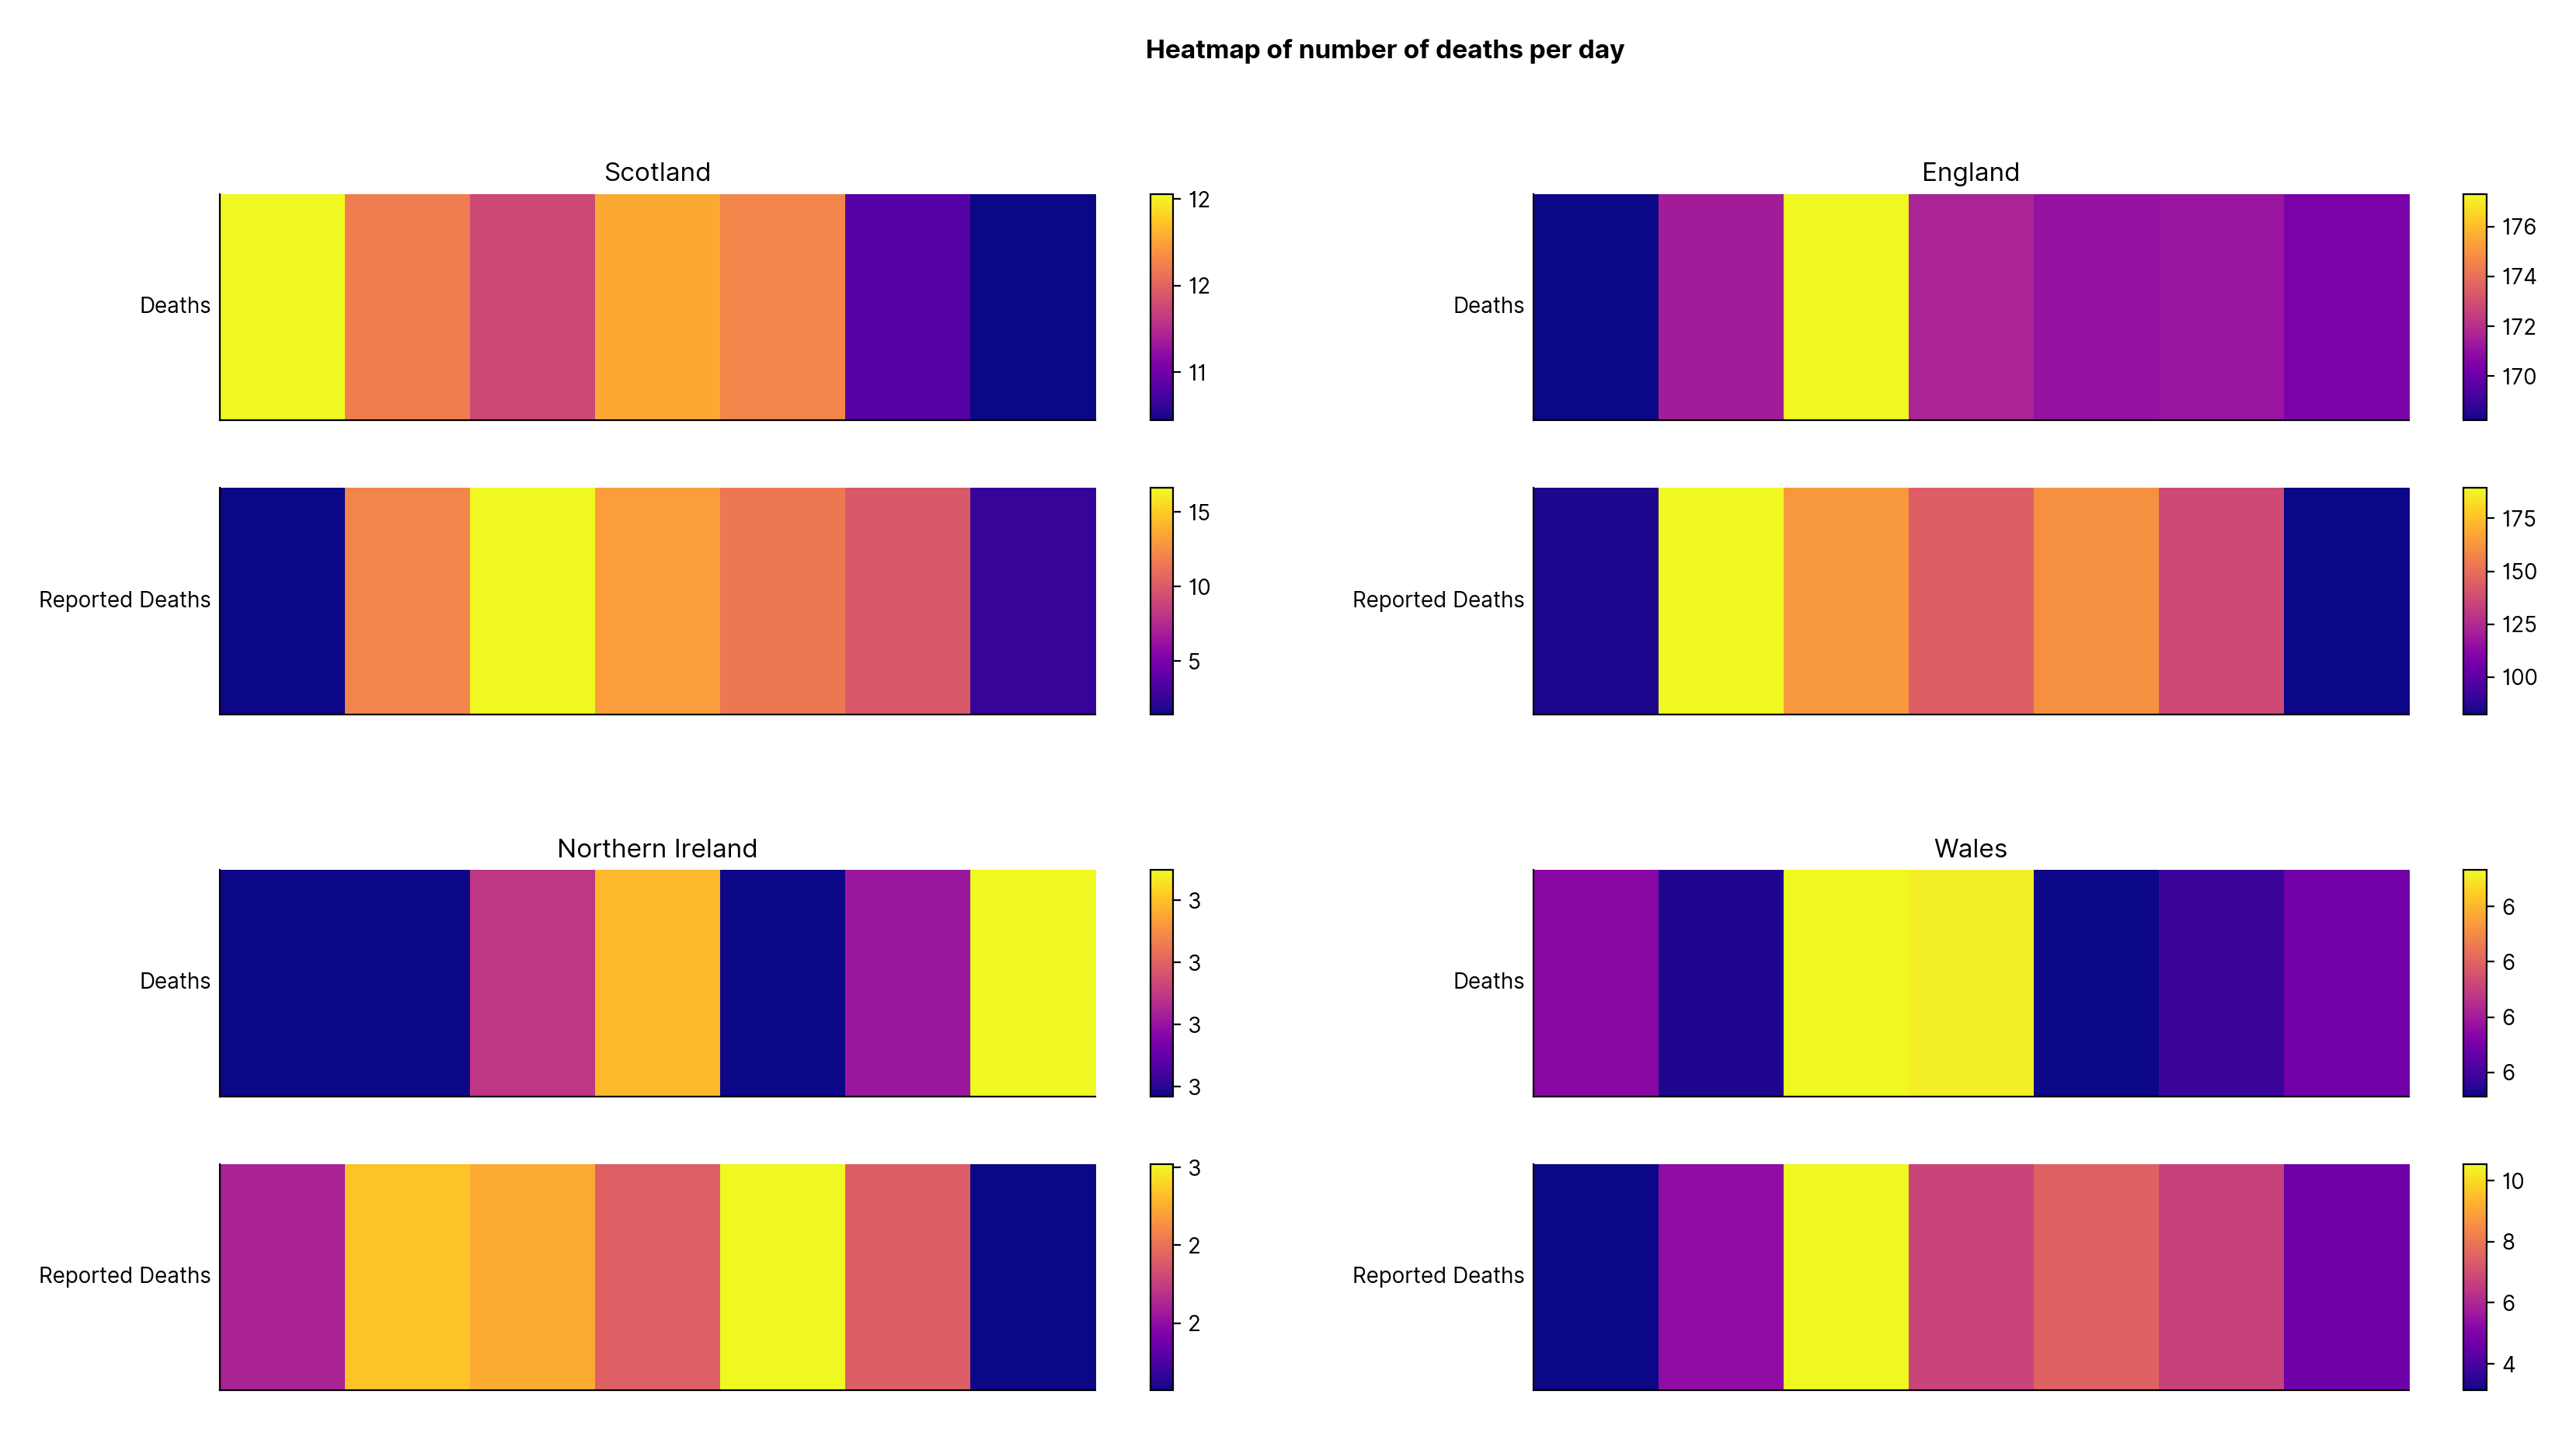 Heatmap of number of deaths per day
Scotland
Deaths
12
12
11
Reported Deaths
15
10
5
England
Deaths
176
174
172
170
Reported Deaths
175
150
125
100
Northern Ireland
Deaths
3
3
3
3
Reported Deaths
3
2
2
Wales
Deaths
6
6
6
6
Reported Deaths
10
8
6
4